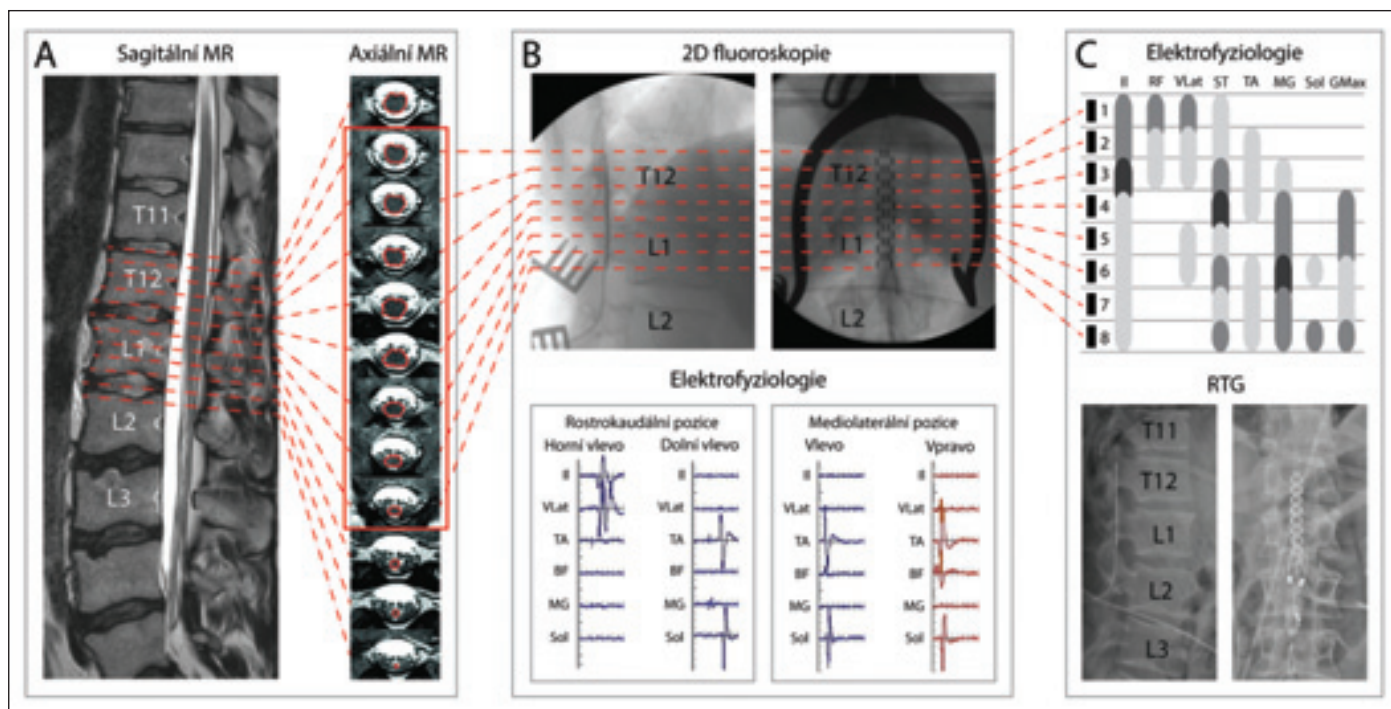 A
Sagitální MR
Axiální MR
T11
T12
L1
L2
L3
B
2D fluoroskopie
T12
L1
L2
T12
L1
L2
Elektrofyziologie
Rostrokaudální pozice
Horní vlevo
Dolní vlevo
Il
VLat
TA
BF
MG
Sol
Il
VLat
TA
BF
MG
Sol
Mediolaterální pozice
Vlevo
Vpravo
Il
VLat
TA
BF
MG
Sol
Il
VLat
TA
BF
MG
Sol
C
Elektrofyziologie
Il RF VLat ST TA MG Sol GMax
1
2
3
4
5
6
7
8
RTG
T11
T12
L1
L2
L3